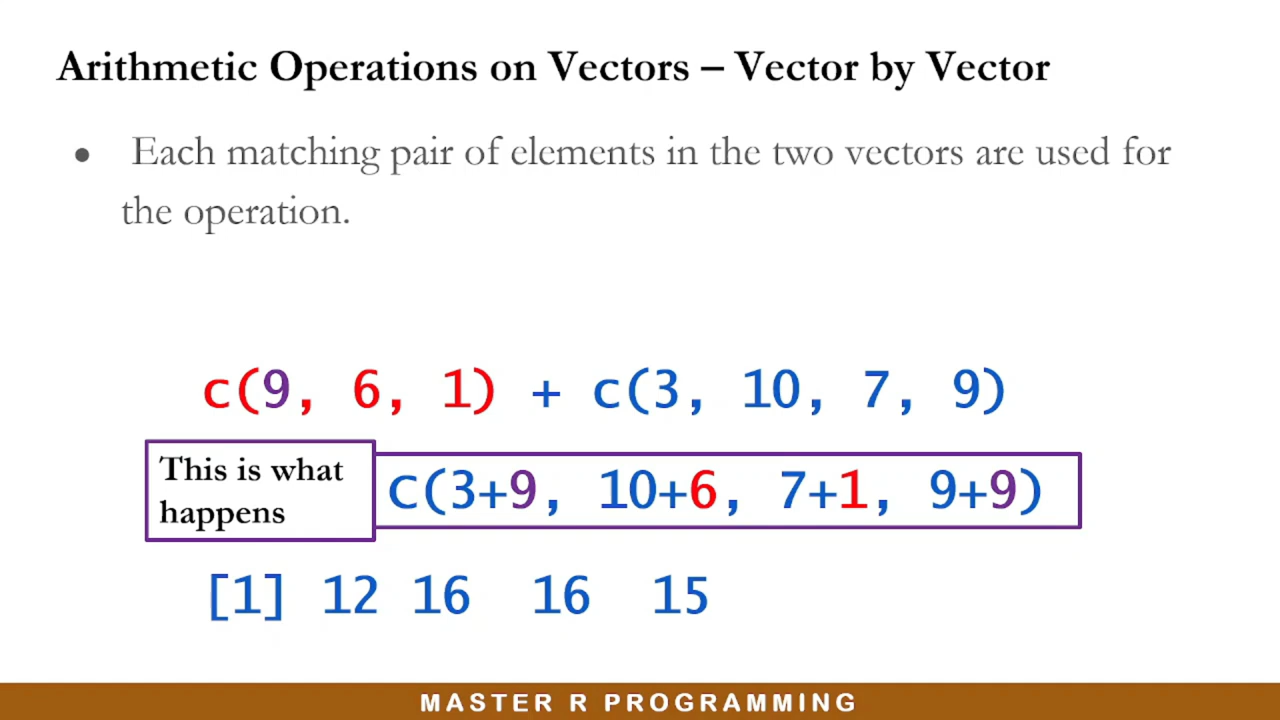 Arithmetic Operations on Vectors – Vector by Vector
● Each matching pair of elements in the two vectors are used for
the operation.
c(9, 6, 1) + c(3, 10, 7, 9)
This is what
happens
C(3+9, 10+6, 7+1, 9+9)
[1] 12 16 16 15
MASTER R PROGRAMMING